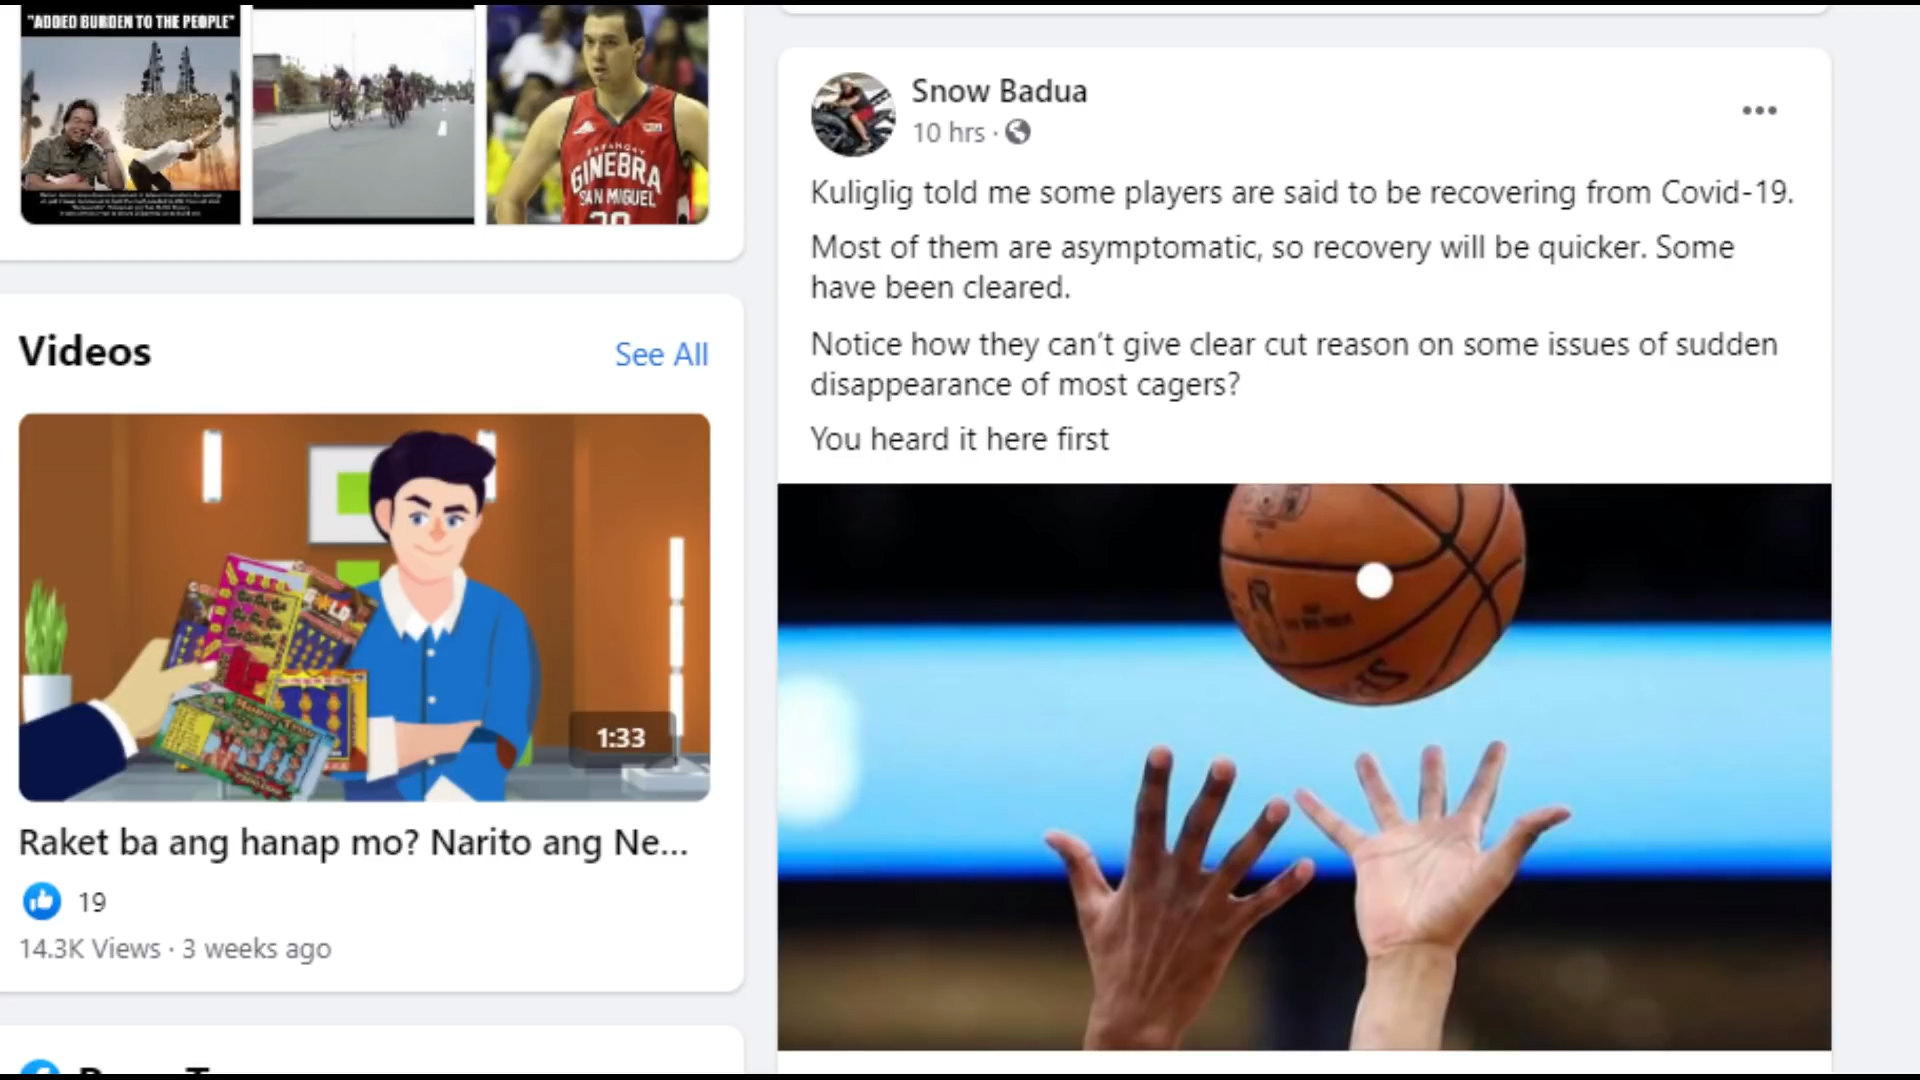 "ADDED BURDEN TO THE PEOPLE"
GINEBRA
SAN MIGUEL
20
Videos
See All
1:33
Raket ba ang hanap mo? Narito ang Ne...
19
14.3K Views · 3 weeks ago
Snow Badua
10 hrs ·
Kuliglig told me some players are said to be recovering from Covid-19.
Most of them are asymptomatic, so recovery will be quicker. Some
have been cleared.
Notice how they can't give clear cut reason on some issues of sudden
disappearance of most cagers?
You heard it here first